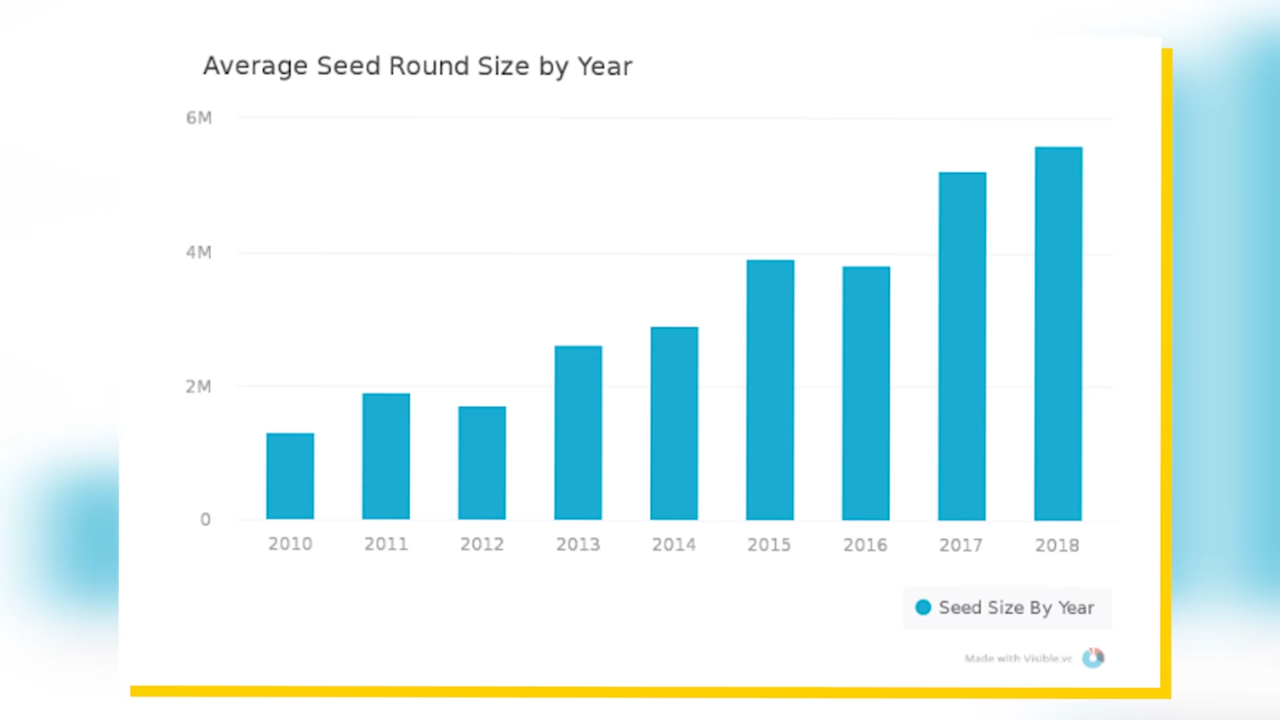 Average Seed Round Size by Year
6M
4M
2M
0
2010 2011 2012 2013 2014 2015 2016 2017 2018
Seed Size By Year
Made with Visible.vc